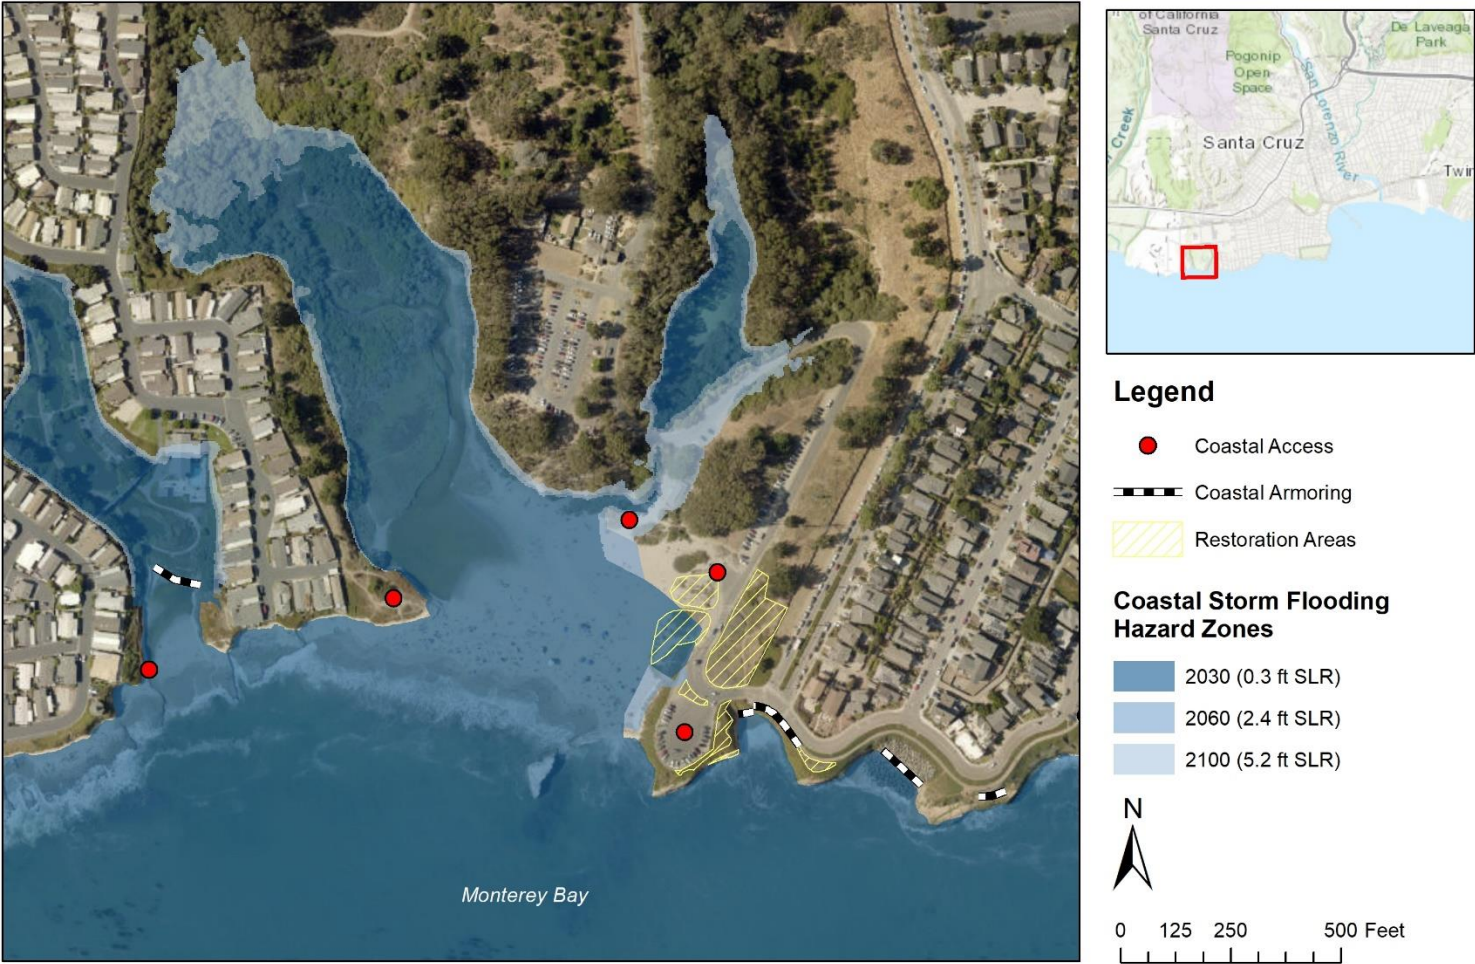 Monterey Bay
of California
Santa Cruz
De Laveaga
Park
Pogonip
Open
Space
San Lorenzo River
Creek
Santa Cruz
Twin
Legend
Coastal Access
Coastal Armoring
Restoration Areas
Coastal Storm Flooding
Hazard Zones
2030 (0.3 ft SLR)
2060 (2.4 ft SLR)
2100 (5.2 ft SLR)
N
0 125 250 500 Feet